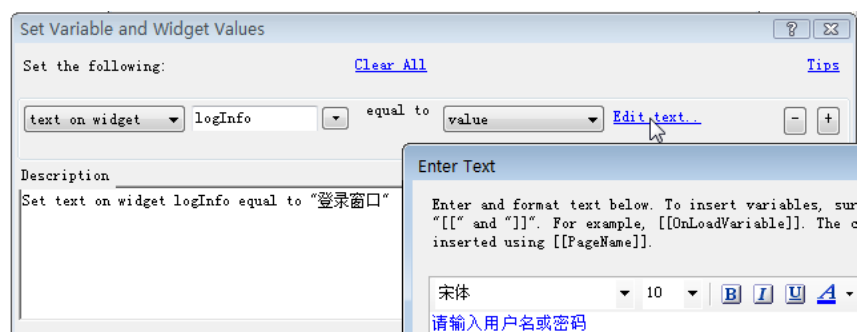 Set Variable and Widget Values
Set the following:
Clear All
Tips
text on widget
logInfo
equal to
value
Edit text..
Description
Set text on widget logInfo equal to “登录窗口”
Enter Text
Enter and format text below. To insert variables, sur
"[[" and "]]". For example, [[OnLoadVariable]]. The c
inserted using [[PageName]].
宋体
10
B I U A
请输入用户名或密码